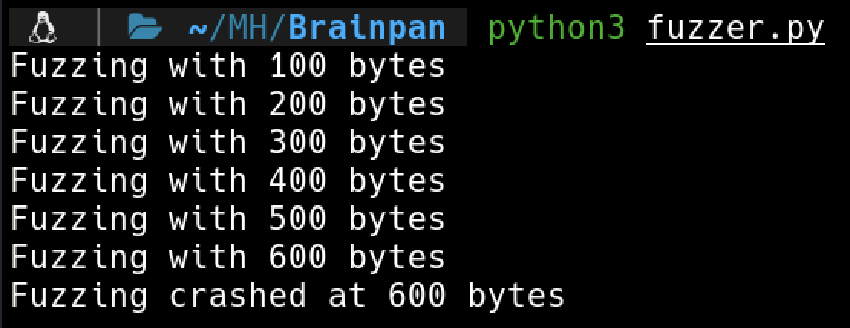 ~/MH/Brainpan python3 fuzzer.py
Fuzzing with 100 bytes
Fuzzing with 200 bytes
Fuzzing with 300 bytes
Fuzzing with 400 bytes
Fuzzing with 500 bytes
Fuzzing with 600 bytes
Fuzzing crashed at 600 bytes